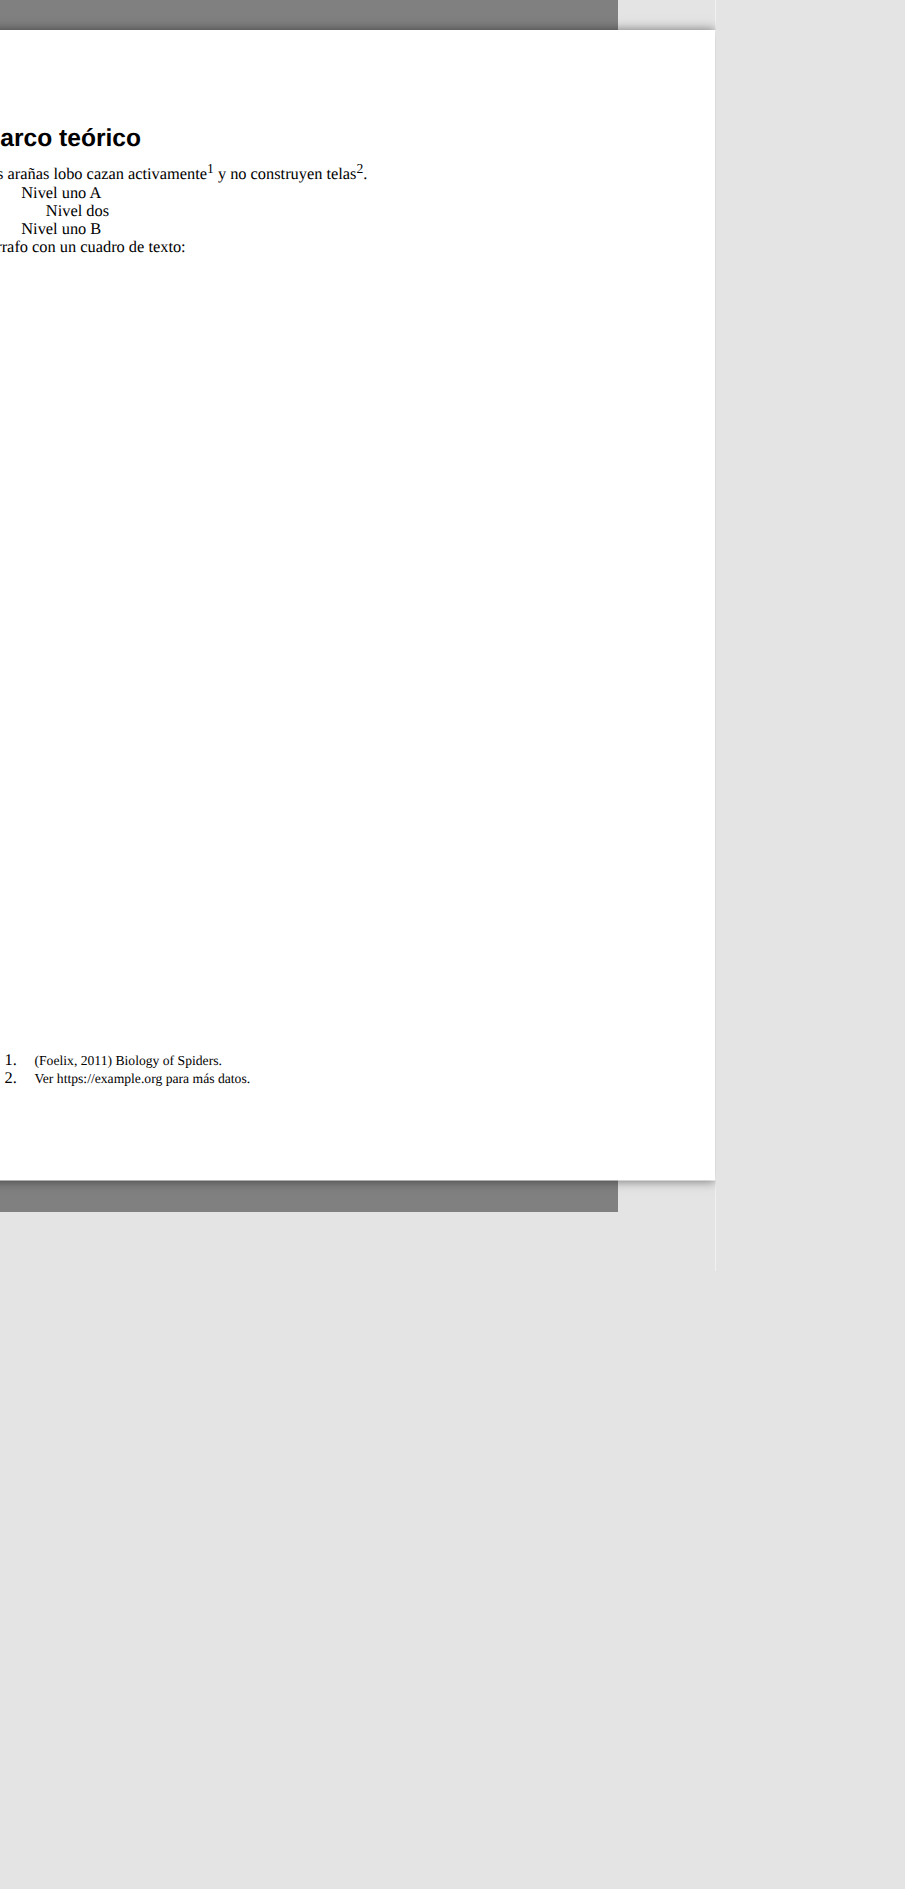 arco teórico
s arañas lobo cazan activamente1 y no construyen telas2.
Nivel uno A
Nivel dos
Nivel uno B
rrafo con un cuadro de texto:
1. (Foelix, 2011) Biology of Spiders.
2. Ver https://example.org para más datos.